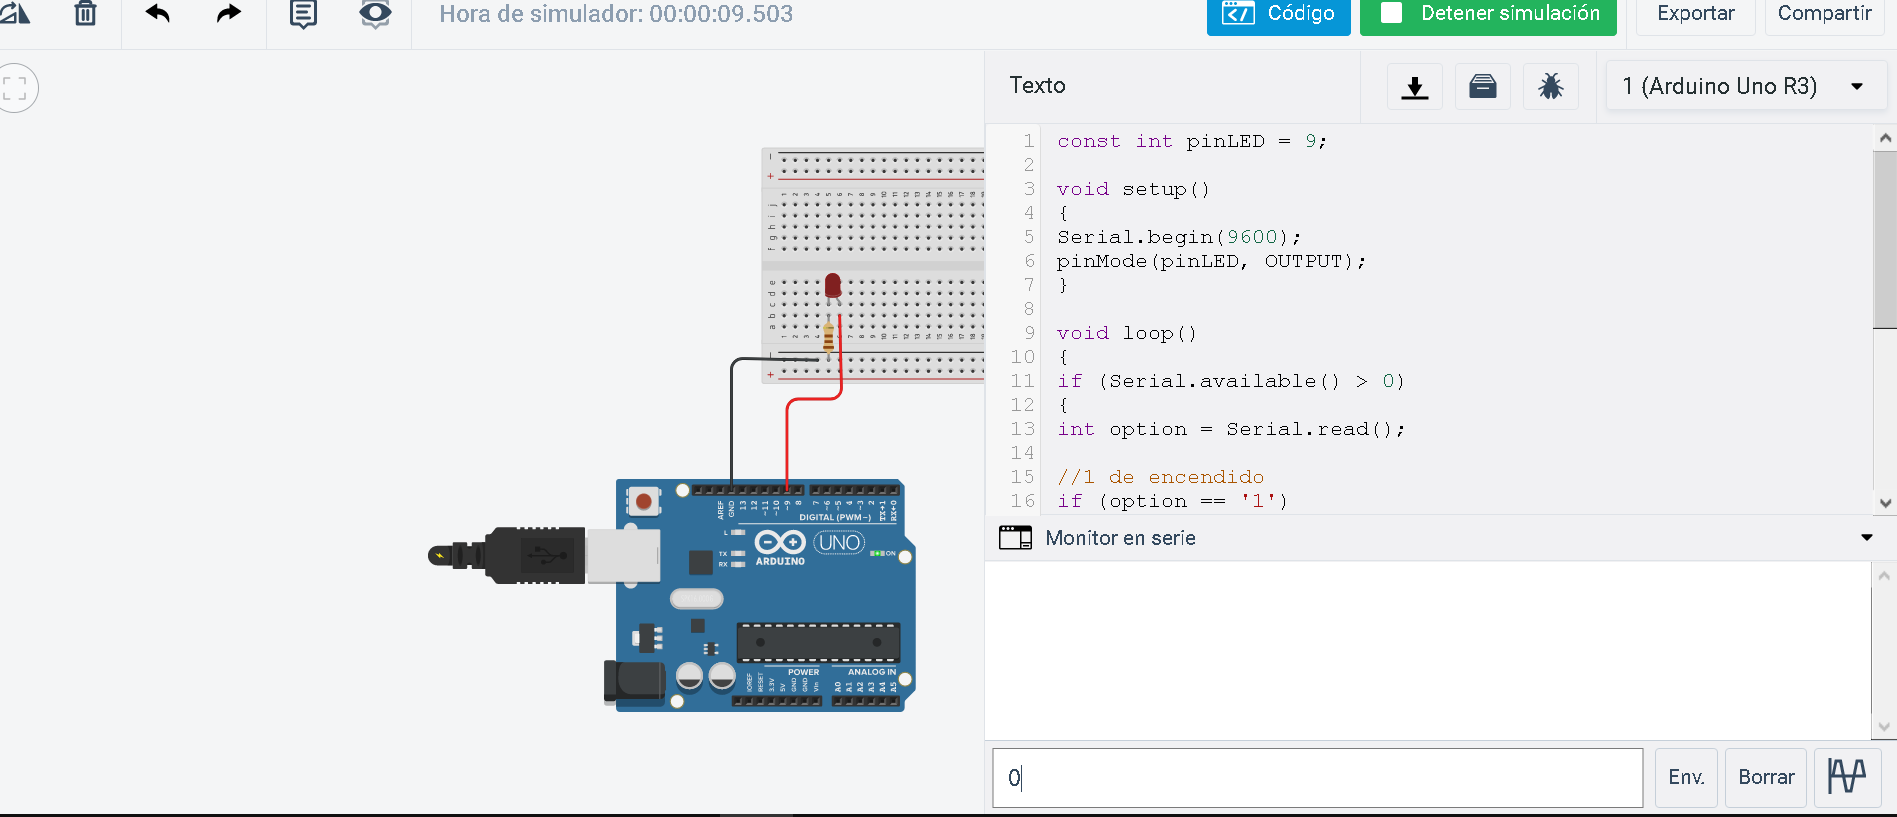 Hora de simulador: 00:00:09.503
Código
Detener simulación
Exportar
Compartir
Texto
1 (Arduino Uno R3)
1 const int pinLED = 9;
2
3 void setup()
4 {
5 Serial.begin(9600);
6 pinMode(pinLED, OUTPUT);
7 }
8
9 void loop()
10 {
11 if (Serial.available() > 0)
12 {
13 int option = Serial.read();
14
15 //1 de encendido
16 if (option == '1')
Monitor en serie
0
Env.
Borrar
AREF
GND
13
12
~11
~10
~9
8
7
~6
~5
4
~3
2
TX→1
RX←0
DIGITAL (PWM~)
L
TX
RX
UNO
ON
ARDUINO
POWER
ANALOG IN
IOREF
RESET
3.3V
5V
GND
GND
Vin
A0
A1
A2
A3
A4
A5